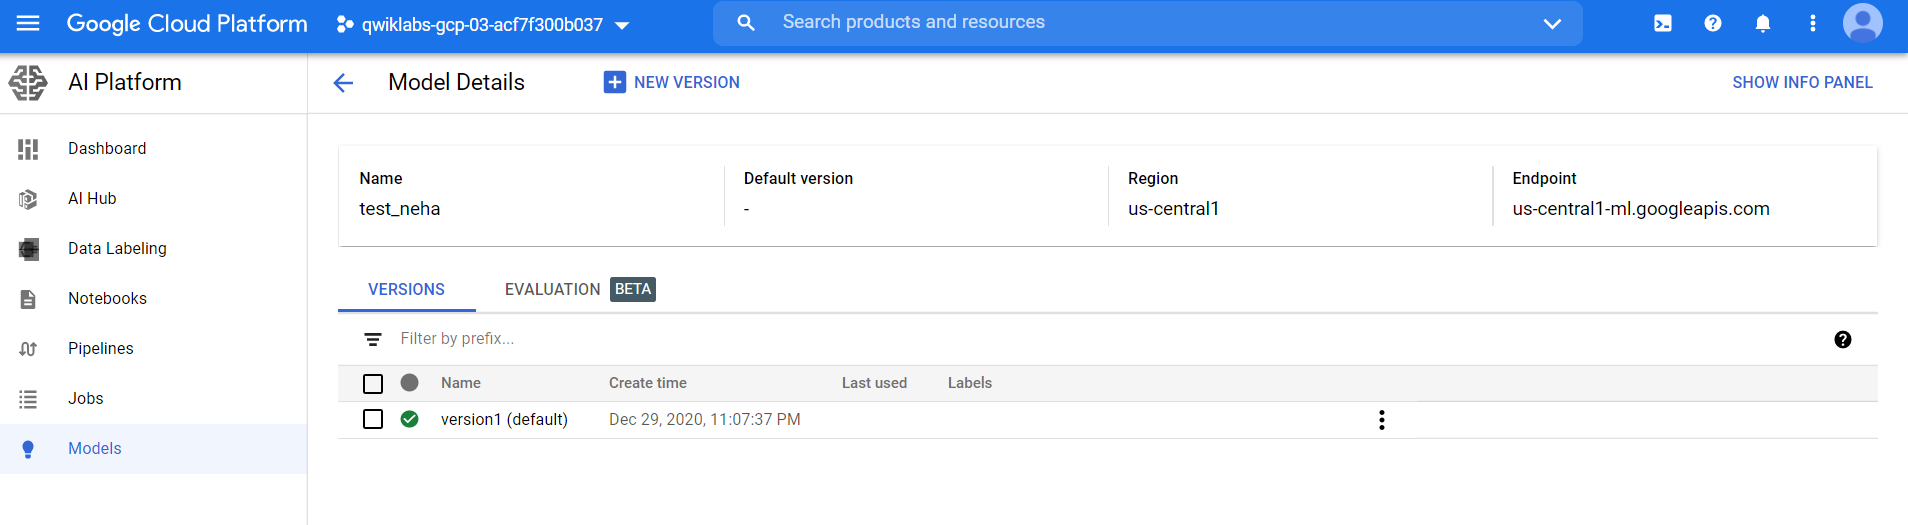 Google Cloud Platform
qwiklabs-gcp-03-acf7f300b037
Search products and resources
AI Platform
Model Details
NEW VERSION
SHOW INFO PANEL
Dashboard
AI Hub
Data Labeling
Notebooks
Pipelines
Jobs
Models
Name
test_neha
Default version
-
Region
us-central1
Endpoint
us-central1-ml.googleapis.com
VERSIONS
EVALUATION BETA
Filter by prefix...
Name Create time Last used Labels
version1 (default) Dec 29, 2020, 11:07:37 PM